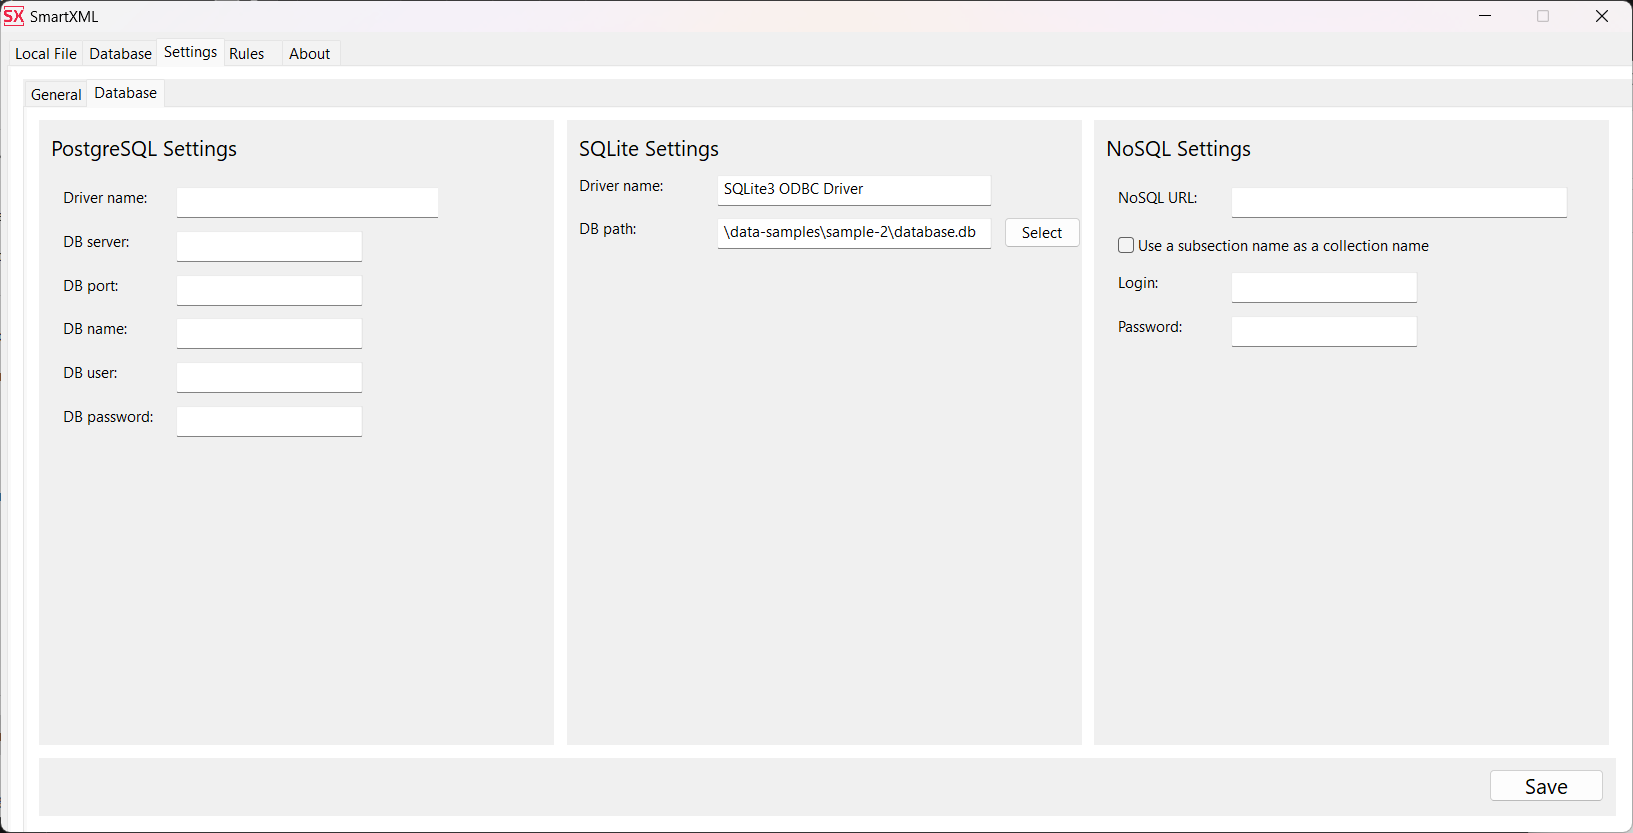 SX SmartXML
Local File Database Settings Rules About
General Database
PostgreSQL Settings
Driver name:
DB server:
DB port:
DB name:
DB user:
DB password:
SQLite Settings
Driver name: SQLite3 ODBC Driver
DB path: \data-samples\sample-2\database.db Select
NoSQL Settings
NoSQL URL:
Use a subsection name as a collection name
Login:
Password:
Save